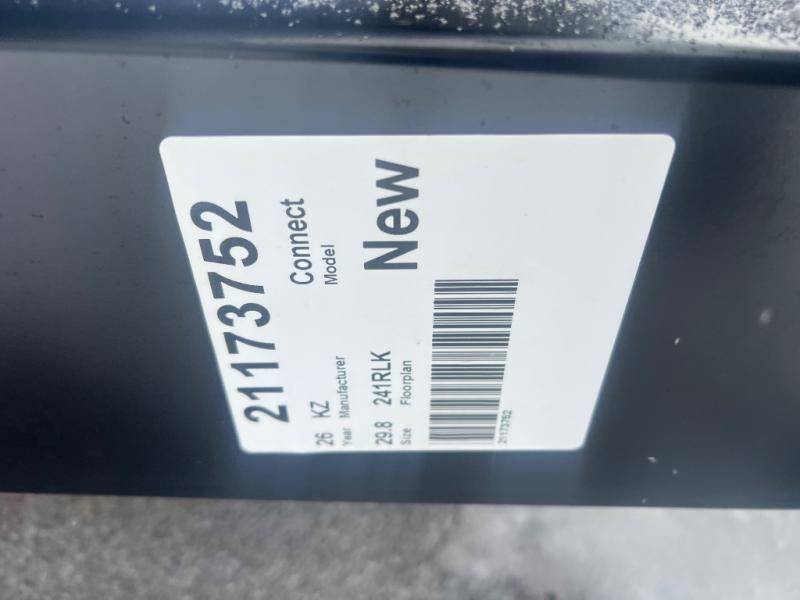 21173752
26 KZ Connect
Year Manufacturer Model
29.8 241RLK New
Size Floorplan
21173752